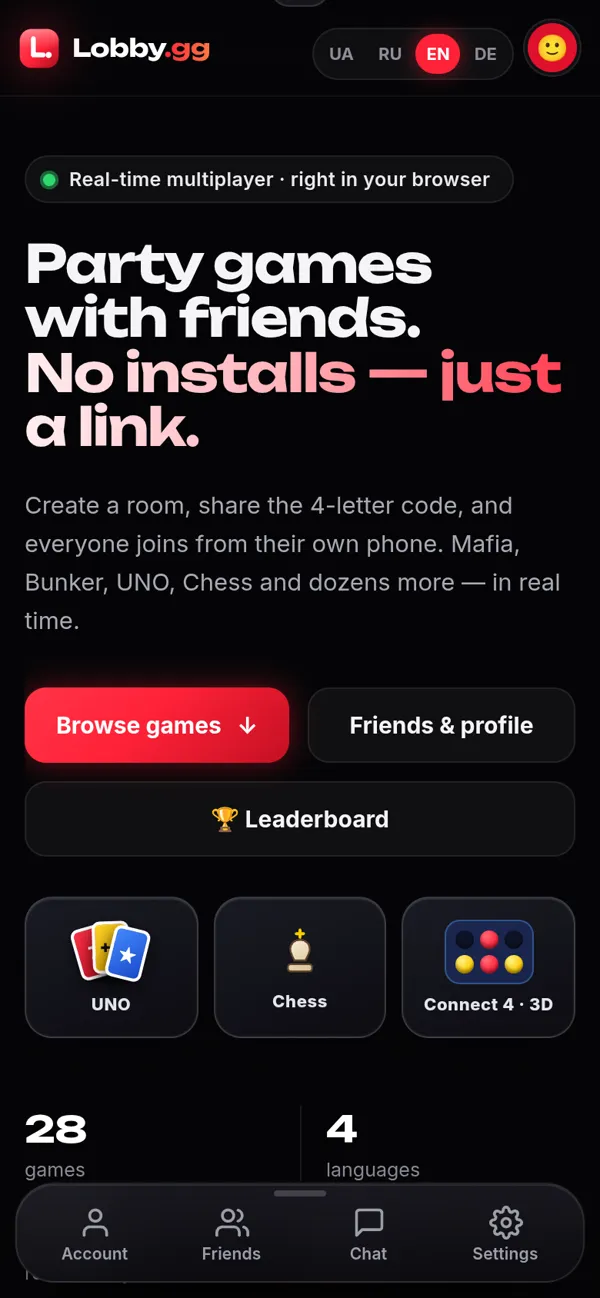 L. Lobby.gg
UA RU EN DE
Real-time multiplayer · right in your browser
Party games
with friends.
No installs — just
a link.
Create a room, share the 4-letter code, and
everyone joins from their own phone. Mafia,
Bunker, UNO, Chess and dozens more — in real
time.
Browse games ↓
Friends & profile
🏆 Leaderboard
UNO
Chess
Connect 4 · 3D
28
games
4
languages
Account
Friends
Chat
Settings